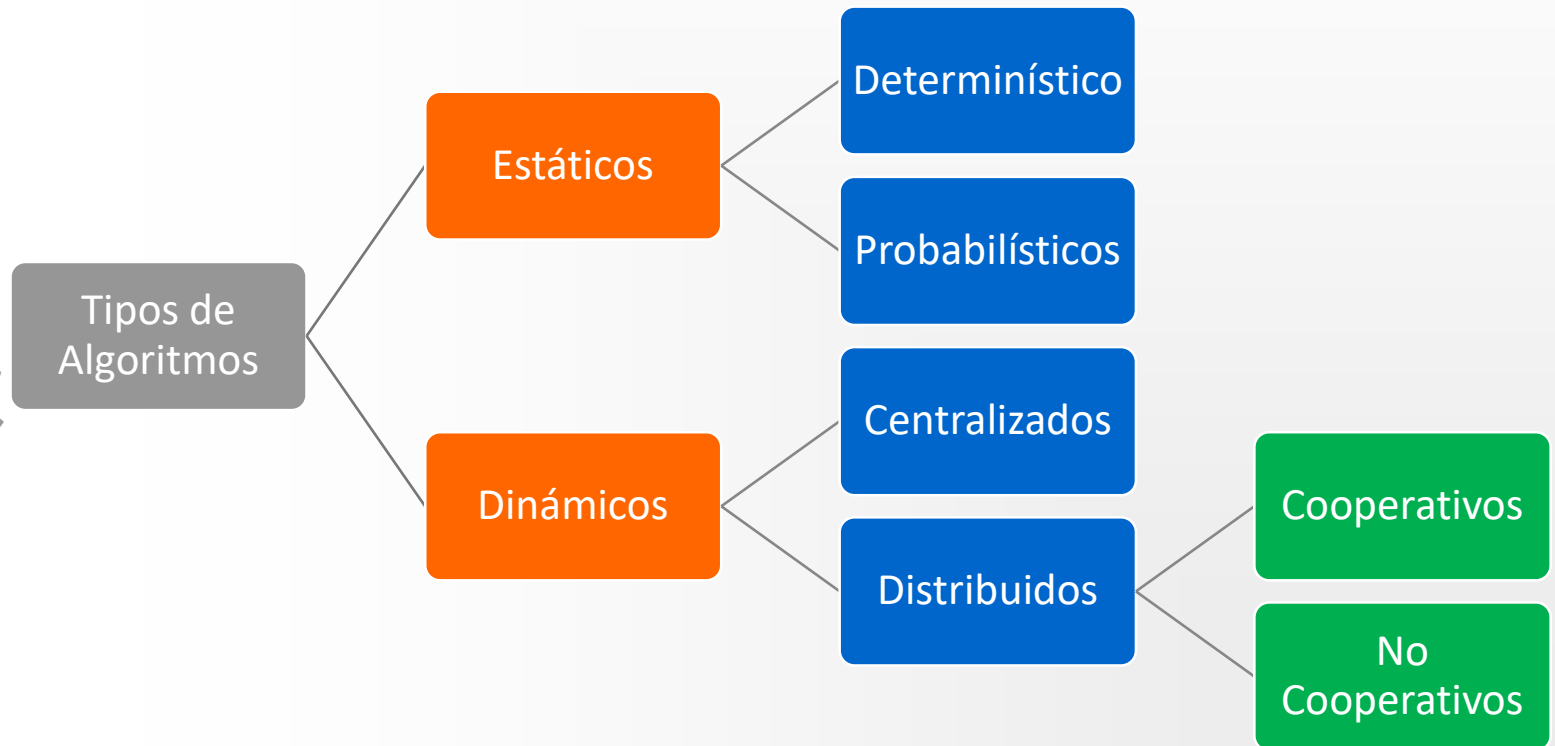 Tipos de
Algoritmos
Estáticos
Determinístico
Probabilísticos
Dinámicos
Centralizados
Distribuidos
Cooperativos
No
Cooperativos